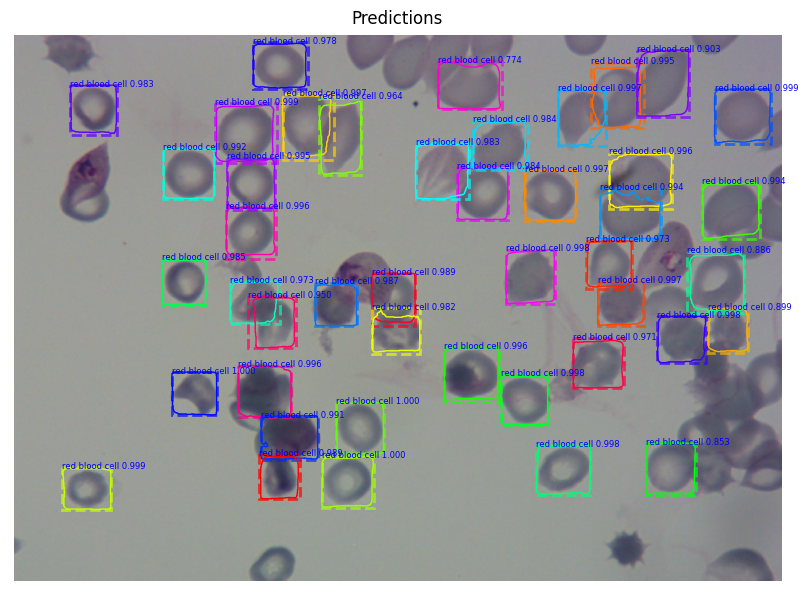 Predictions
red blood cell 0.978
red blood cell 0.903
red blood cell 0.774
red blood cell 0.995
red blood cell 0.983
red blood cell 0.997
red blood cell 0.997
red blood cell 0.999
red blood cell 0.964
red blood cell 0.999
red blood cell 0.984
red blood cell 0.983
red blood cell 0.992
red blood cell 0.996
red blood cell 0.995
red blood cell 0.984
red blood cell 0.997
red blood cell 0.994
red blood cell 0.994
red blood cell 0.996
red blood cell 0.973
red blood cell 0.998
red blood cell 0.886
red blood cell 0.985
red blood cell 0.989
red blood cell 0.973
red blood cell 0.987
red blood cell 0.997
red blood cell 0.950
red blood cell 0.982
red blood cell 0.899
red blood cell 0.998
red blood cell 0.971
red blood cell 0.996
red blood cell 0.996
red blood cell 1.000
red blood cell 0.998
red blood cell 1.000
red blood cell 0.991
red blood cell 0.853
red blood cell 0.998
red blood cell 1.000
red blood cell 0.999